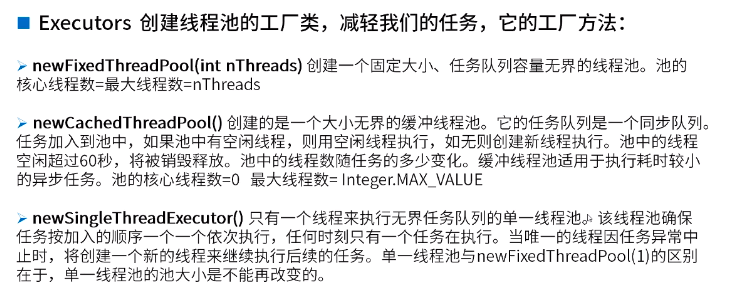 ■ Executors 创建线程池的工厂类，减轻我们的任务，它的工厂方法：
➢ newFixedThreadPool(int nThreads) 创建一个固定大小、任务队列容量无界的线程池。池的
核心线程数=最大线程数=nThreads
➢ newCachedThreadPool() 创建的是一个大小无界的缓冲线程池。它的任务队列是一个同步队列。
任务加入到池中，如果池中有空闲线程，则用空闲线程执行，如无则创建新线程执行。池中的线程
空闲超过60秒，将被销毁释放。池中的线程数随任务的多少变化。缓冲线程池适用于执行耗时较小
的异步任务。池的核心线程数=0 最大线程数= Integer.MAX_VALUE
➢ newSingleThreadExecutor() 只有一个线程来执行无界任务队列的单一线程池。该线程池确保
任务按加入的顺序一个一个依次执行，任何时刻只有一个任务在执行。当唯一的线程因任务异常中
止时，将创建一个新的线程来继续执行后续的任务。单一线程池与newFixedThreadPool(1)的区别
在于，单一线程池的池大小是不能再改变的。